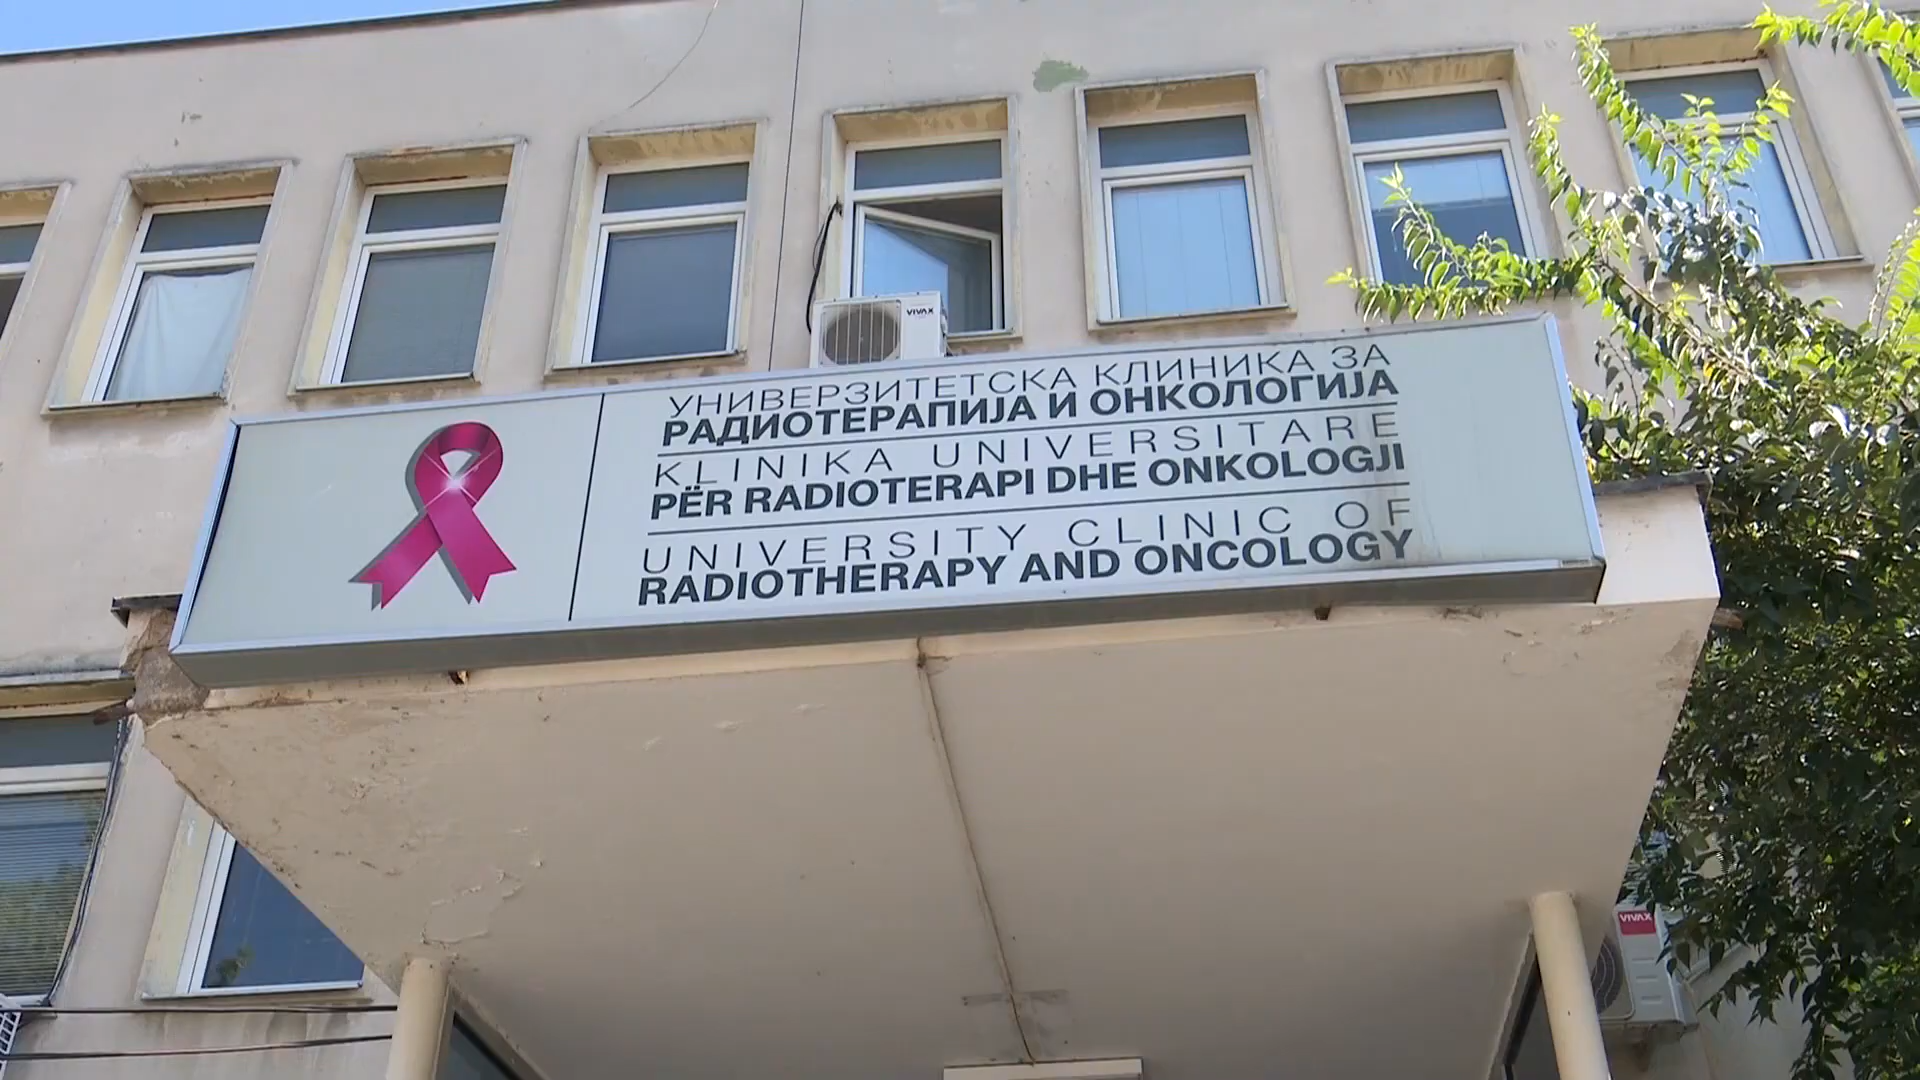 VIVAX
УНИВЕРЗИТЕТСКА КЛИНИКА ЗА
РАДИОТЕРАПИЈА И ОНКОЛОГИЈА
KLINIKA UNIVERSITARE
PËR RADIOTERAPI DHE ONKOLOGJI
UNIVERSITY CLINIC OF
RADIOTHERAPY AND ONCOLOGY
VIVAX